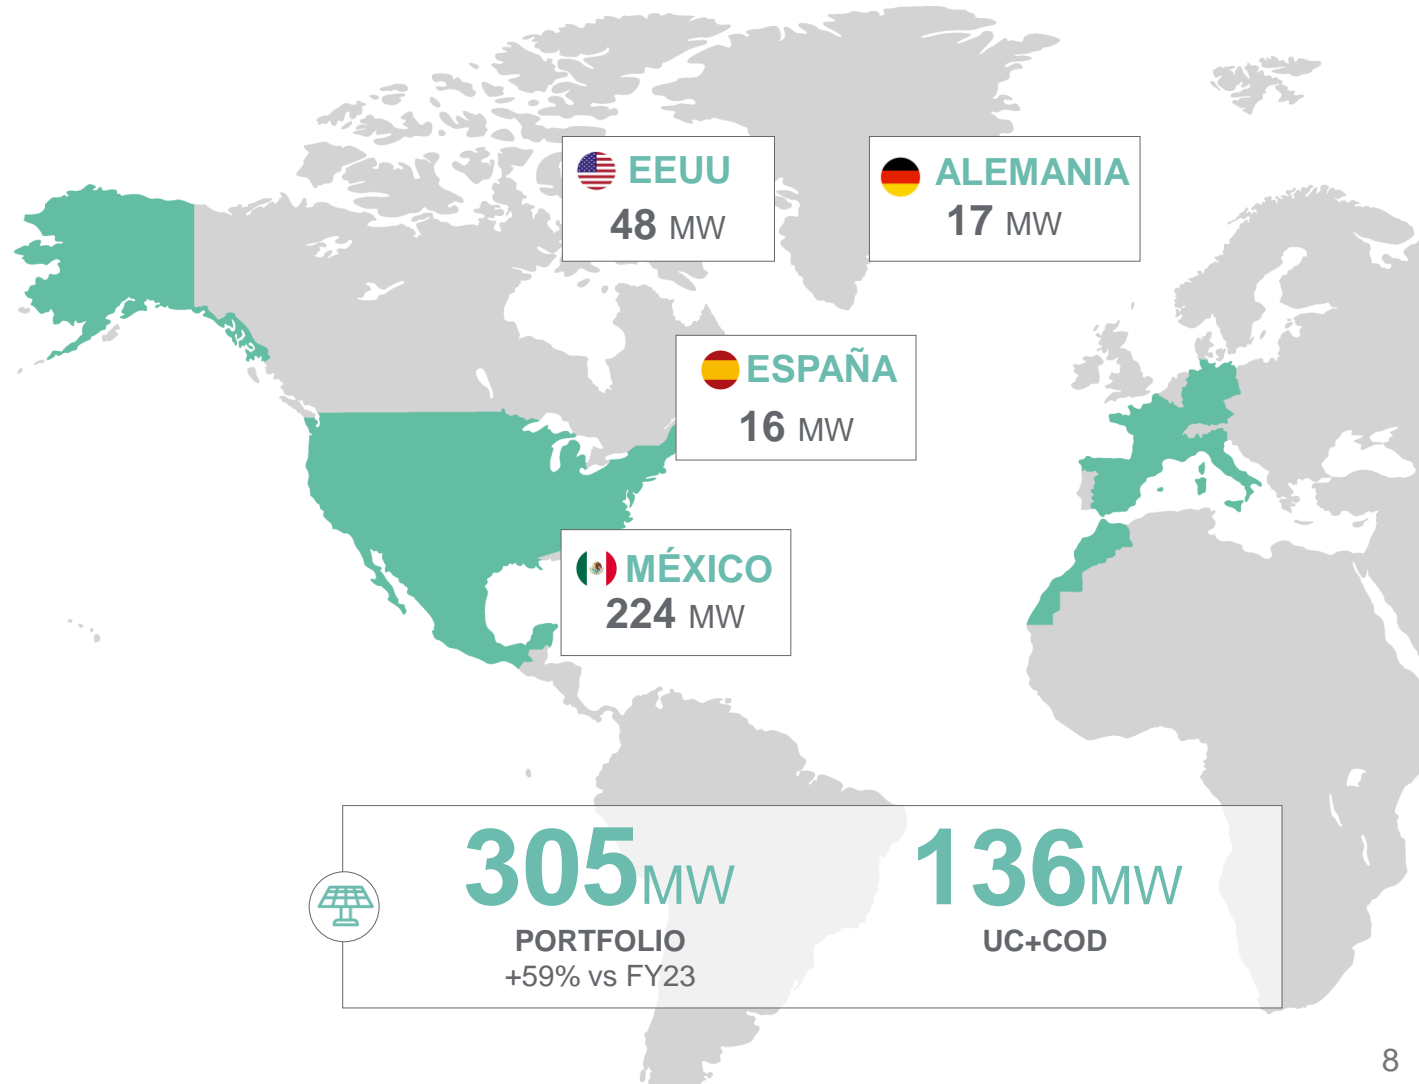 EEUU
48 MW
ALEMANIA
17 MW
ESPAÑA
16 MW
MÉXICO
224 MW
305MW
PORTFOLIO
+59% vs FY23
136MW
UC+COD
8